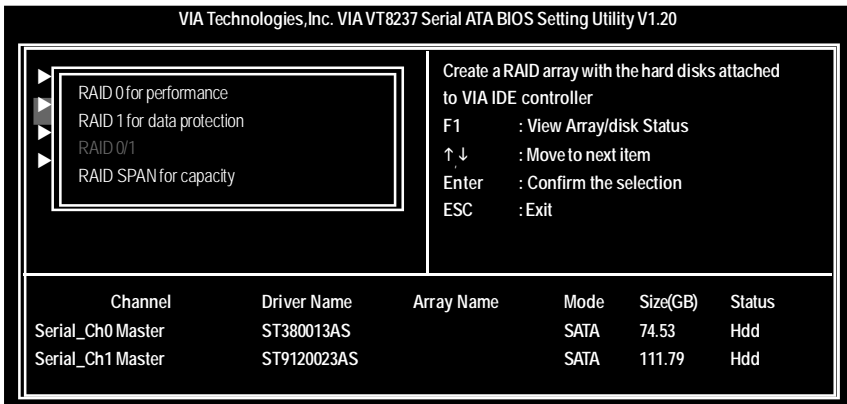 VIA Technologies,Inc. VIA VT8237 Serial ATA BIOS Setting Utility V1.20
RAID 0 for performance
RAID 1 for data protection
RAID 0/1
RAID SPAN for capacity
Create a RAID array with the hard disks attached
to VIA IDE controller
F1 : View Array/disk Status
↑,↓ : Move to next item
Enter : Confirm the selection
ESC : Exit
Channel Driver Name Array Name Mode Size(GB) Status
Serial_Ch0 Master ST380013AS SATA 74.53 Hdd
Serial_Ch1 Master ST9120023AS SATA 111.79 Hdd